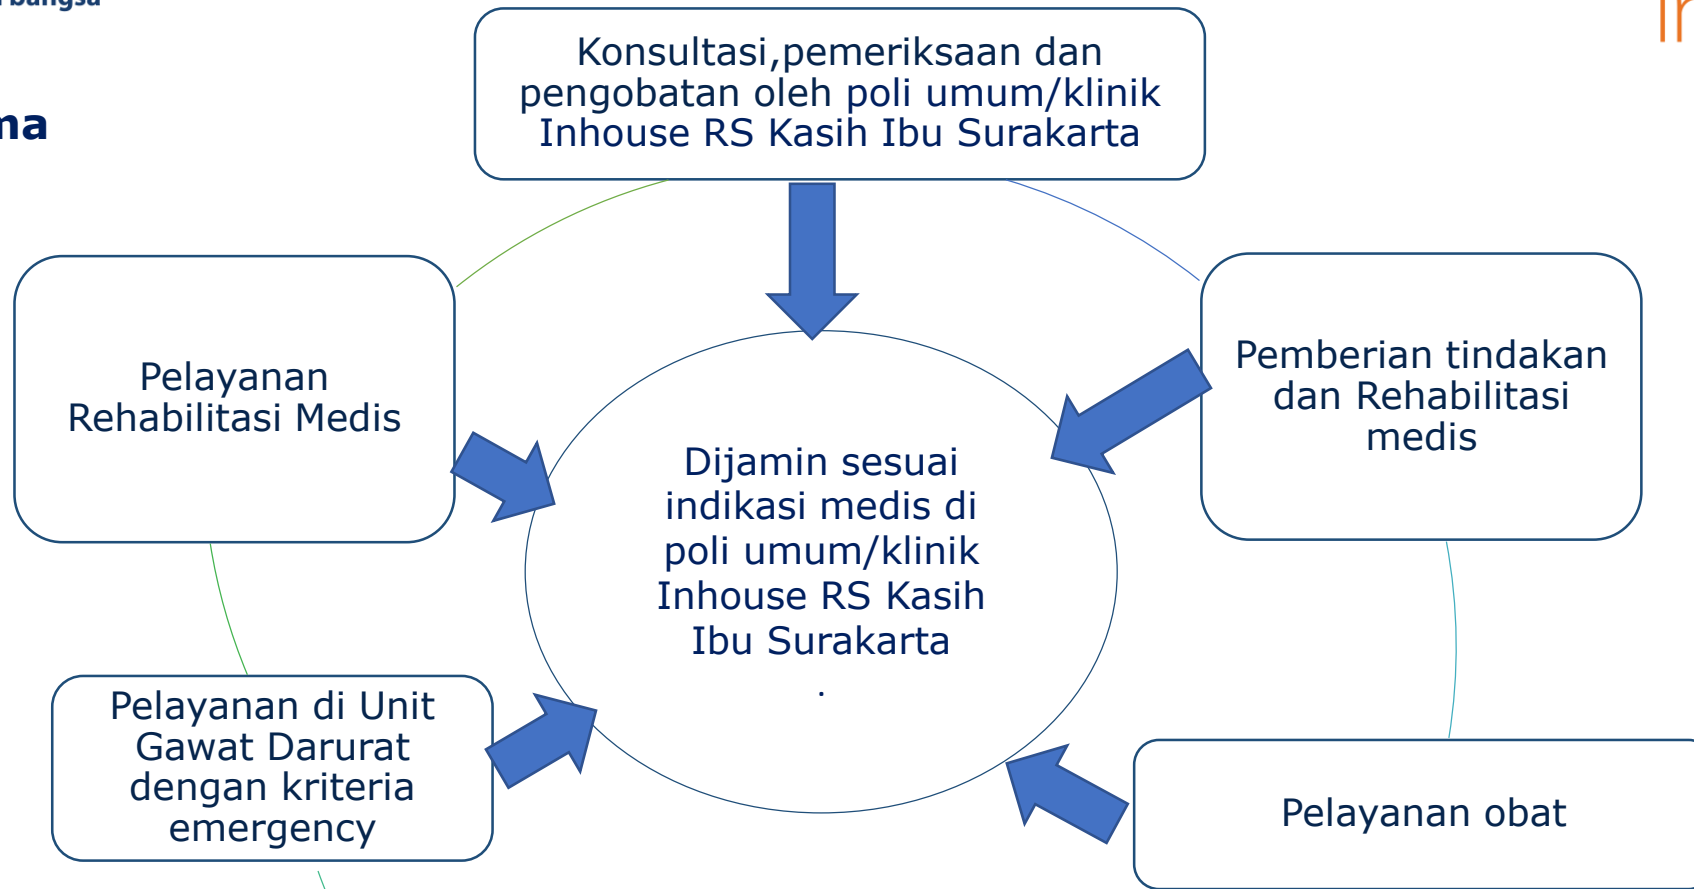 bangsa
Konsultasi,pemeriksaan dan
pengobatan oleh poli umum/klinik
Inhouse RS Kasih Ibu Surakarta
ma
Pelayanan
Rehabilitasi Medis
Pemberian tindakan
dan Rehabilitasi
medis
Dijamin sesuai
indikasi medis di
poli umum/klinik
Inhouse RS Kasih
Ibu Surakarta
.
Pelayanan di Unit
Gawat Darurat
dengan kriteria
emergency
Pelayanan obat